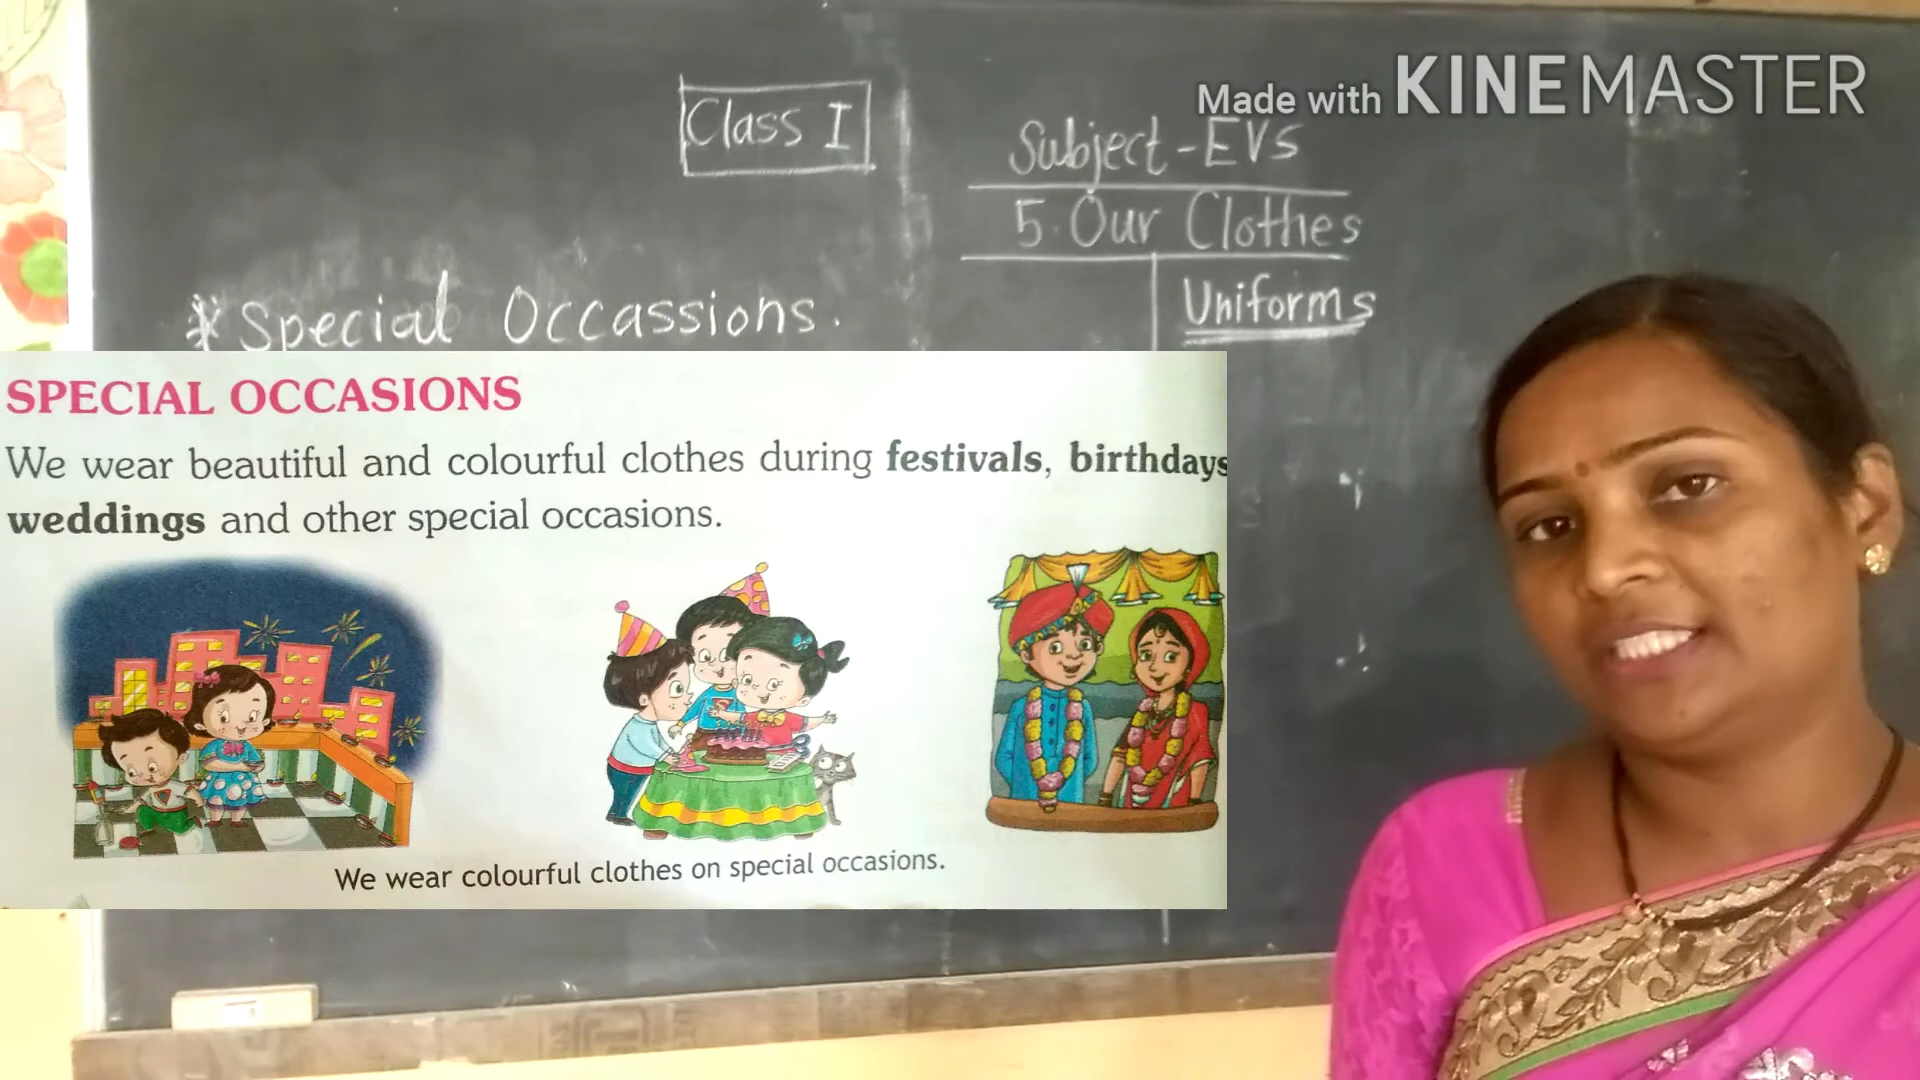 Made with KINEMASTER
Class I
Subject-EVS
5. Our Clothes
Uniforms
*Special Occassions.
SPECIAL OCCASIONS
We wear beautiful and colourful clothes during festivals, birthdays
weddings and other special occasions.
We wear colourful clothes on special occasions.